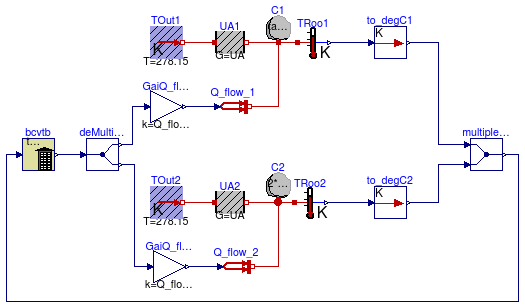 TOut1
K
T=278.15
UA1
G=UA
C1
(a...
TRoo1
K
to_degC1
K
GaiQ_fl...
k=Q_flo...
Q_flow_1
bcvtb
f...
deMulti...
multiple...
TOut2
K
T=278.15
UA2
G=UA
C2
2*...
TRoo2
K
to_degC2
K
GaiQ_fl...
k=Q_flo...
Q_flow_2